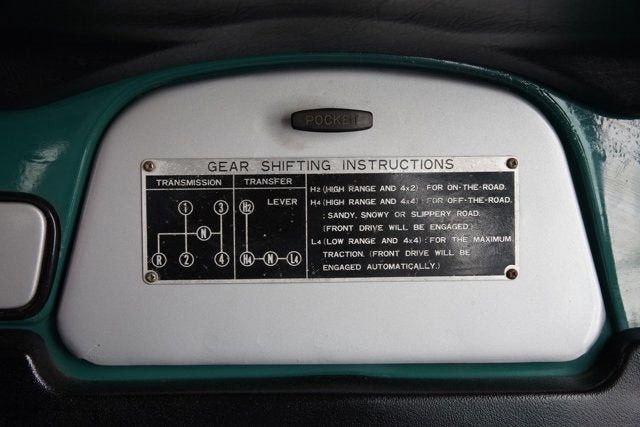 POCKET
GEAR SHIFTING INSTRUCTIONS
TRANSMISSION
1 3
N
R 2 4
TRANSFER
H2 LEVER
H4 N L4
H2 (HIGH RANGE AND 4x2) : FOR ON-THE-ROAD.
H4 (HIGH RANGE AND 4x4) : FOR OFF-THE-ROAD.
: SANDY, SNOWY OR SLIPPERY ROAD.
(FRONT DRIVE WILL BE ENGAGED)
L4 (LOW RANGE AND 4x4) : FOR THE MAXIMUM
TRACTION. (FRONT DRIVE WILL BE
ENGAGED AUTOMATICALLY.)